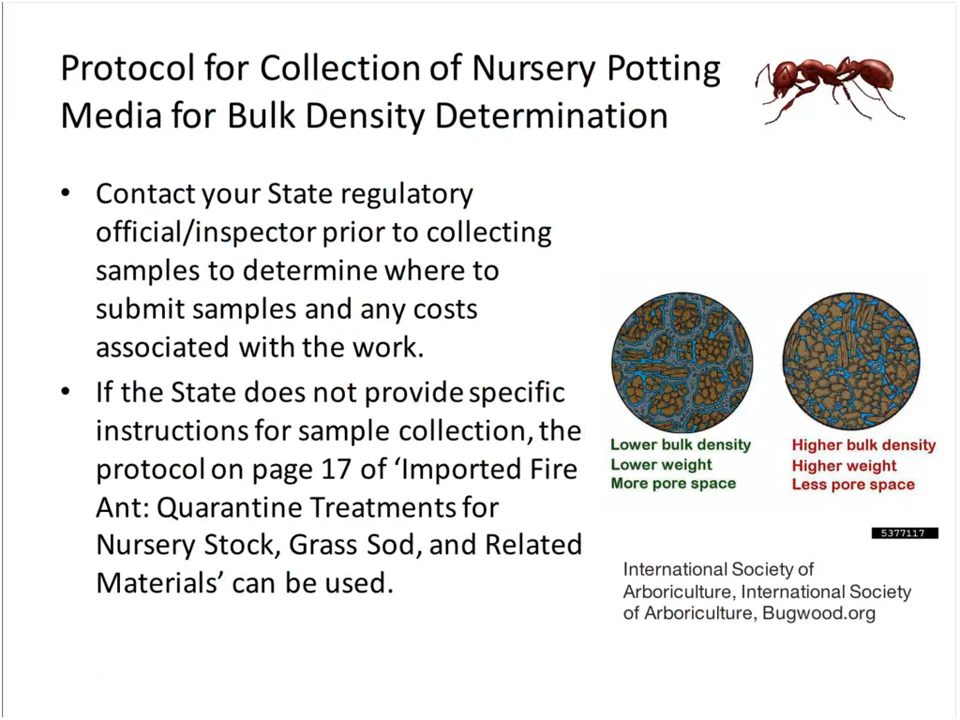 Protocol for Collection of Nursery Potting
Media for Bulk Density Determination
• Contact your State regulatory
official/inspector prior to collecting
samples to determine where to
submit samples and any costs
associated with the work.
• If the State does not provide specific
instructions for sample collection, the
protocol on page 17 of ‘Imported Fire
Ant: Quarantine Treatments for
Nursery Stock, Grass Sod, and Related
Materials’ can be used.
Lower bulk density
Lower weight
More pore space
Higher bulk density
Higher weight
Less pore space
5377117
International Society of
Arboriculture, International Society
of Arboriculture, Bugwood.org